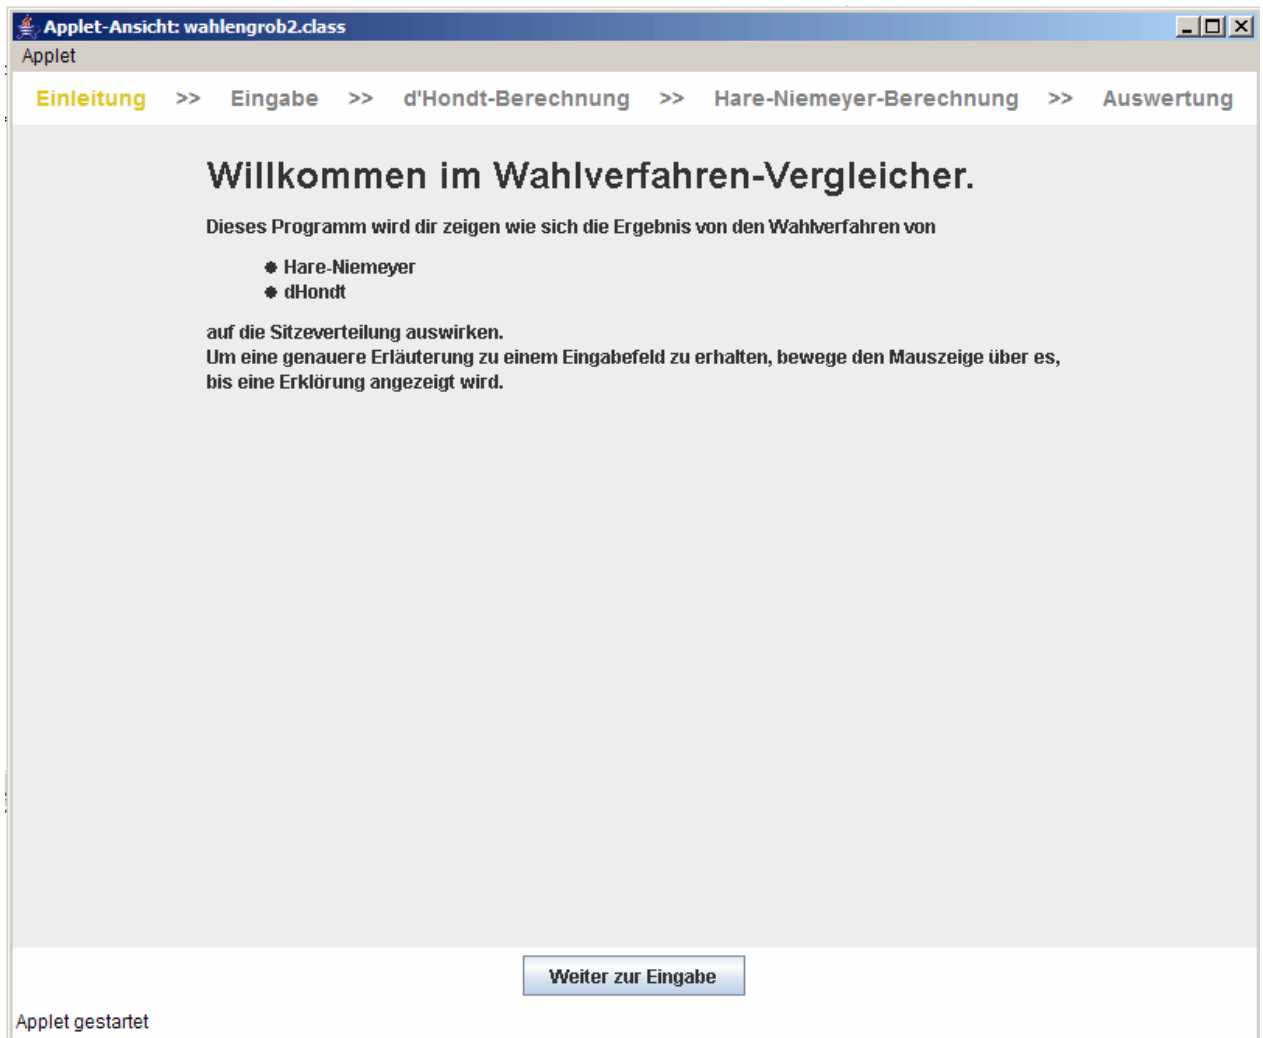 Applet-Ansicht: wahlengrob2.class
Applet
Einleitung >> Eingabe >> d'Hondt-Berechnung >> Hare-Niemeyer-Berechnung >> Auswertung
Willkommen im Wahlverfahren-Vergleicher.
Dieses Programm wird dir zeigen wie sich die Ergebnis von den Wahlverfahren von
Hare-Niemeyer
dHondt
auf die Sitzeverteilung auswirken.
Um eine genauere Erläuterung zu einem Eingabefeld zu erhalten, bewege den Mauszeige über es,
bis eine Erklörung angezeigt wird.
Weiter zur Eingabe
Applet gestartet